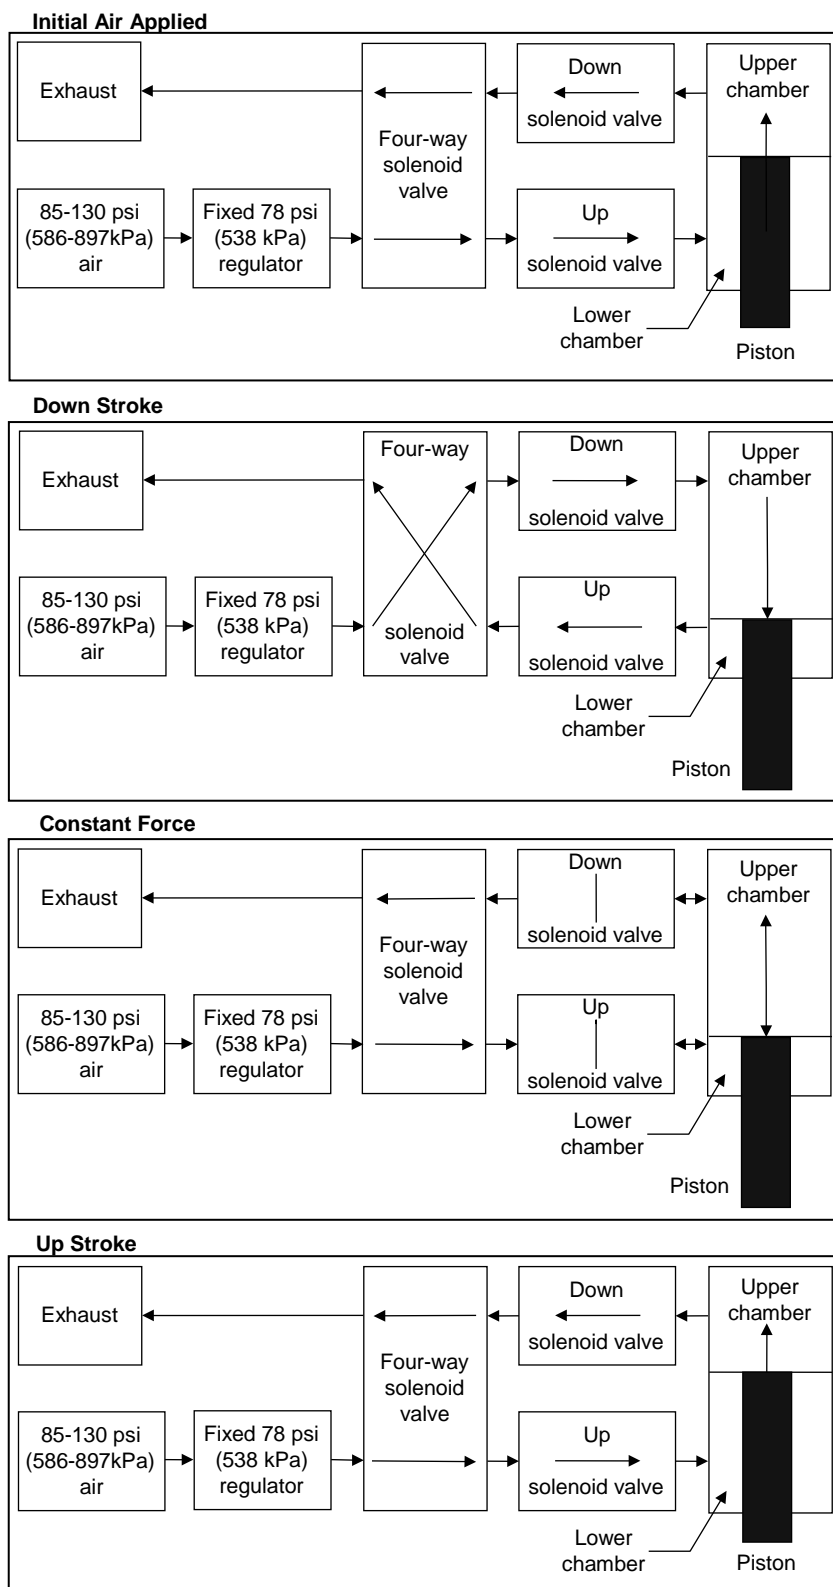 Initial Air Applied
Exhaust
Down
solenoid valve
Upper
chamber
Four-way
solenoid
valve
85-130 psi
(586-897kPa)
air
Fixed 78 psi
(538 kPa)
regulator
Up
solenoid valve
Lower
chamber
Piston
Down Stroke
Exhaust
Four-way
Down
solenoid valve
Upper
chamber
85-130 psi
(586-897kPa)
air
Fixed 78 psi
(538 kPa)
regulator
solenoid
valve
Up
solenoid valve
Lower
chamber
Piston
Constant Force
Exhaust
Down
solenoid valve
Upper
chamber
Four-way
solenoid
valve
85-130 psi
(586-897kPa)
air
Fixed 78 psi
(538 kPa)
regulator
Up
solenoid valve
Lower
chamber
Piston
Up Stroke
Exhaust
Down
solenoid valve
Upper
chamber
Four-way
solenoid
valve
85-130 psi
(586-897kPa)
air
Fixed 78 psi
(538 kPa)
regulator
Up
solenoid valve
Lower
chamber
Piston